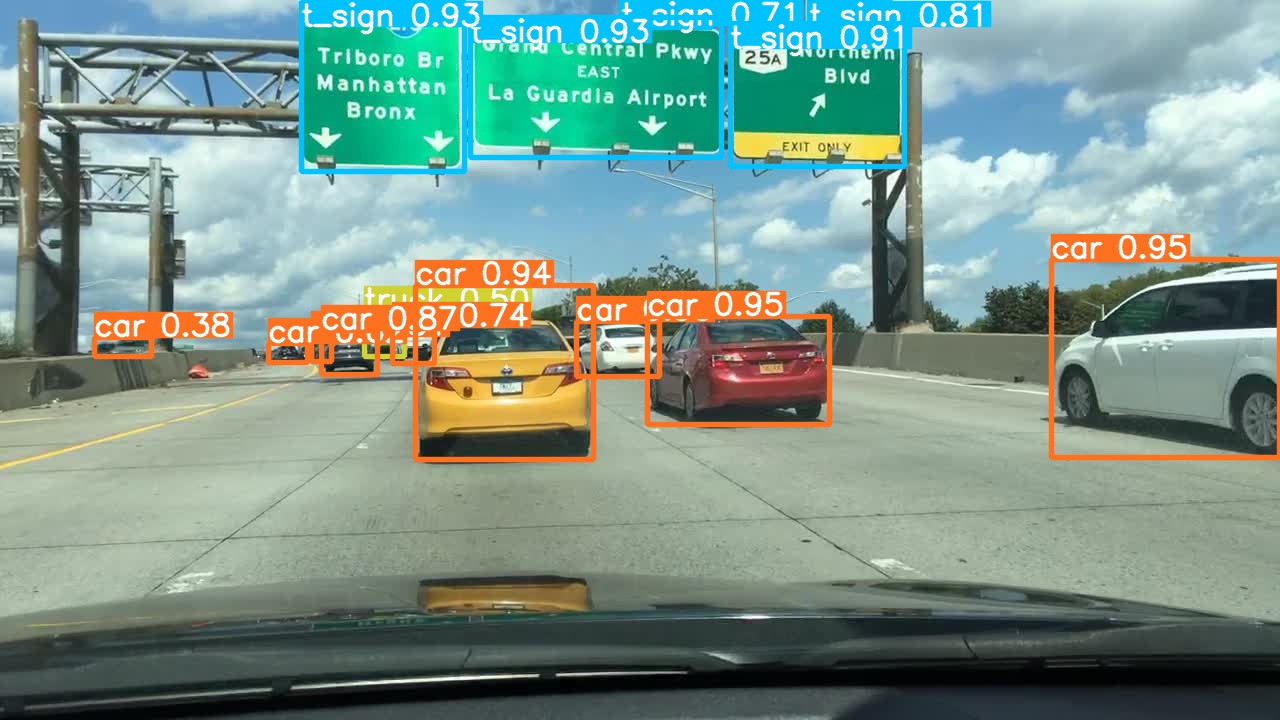 t_sign 0.93
t_sign 0.93
t_sign 0.71
t_sign 0.81
t_sign 0.91
Triboro Br
Manhattan
Bronx
Grand Central Pkwy
EAST
La Guardia Airport
25A
Northern
Blvd
EXIT ONLY
car 0.95
car 0.94
truck 0.50
car 0.95
car
car 0.38
car
car 0.87
0.74